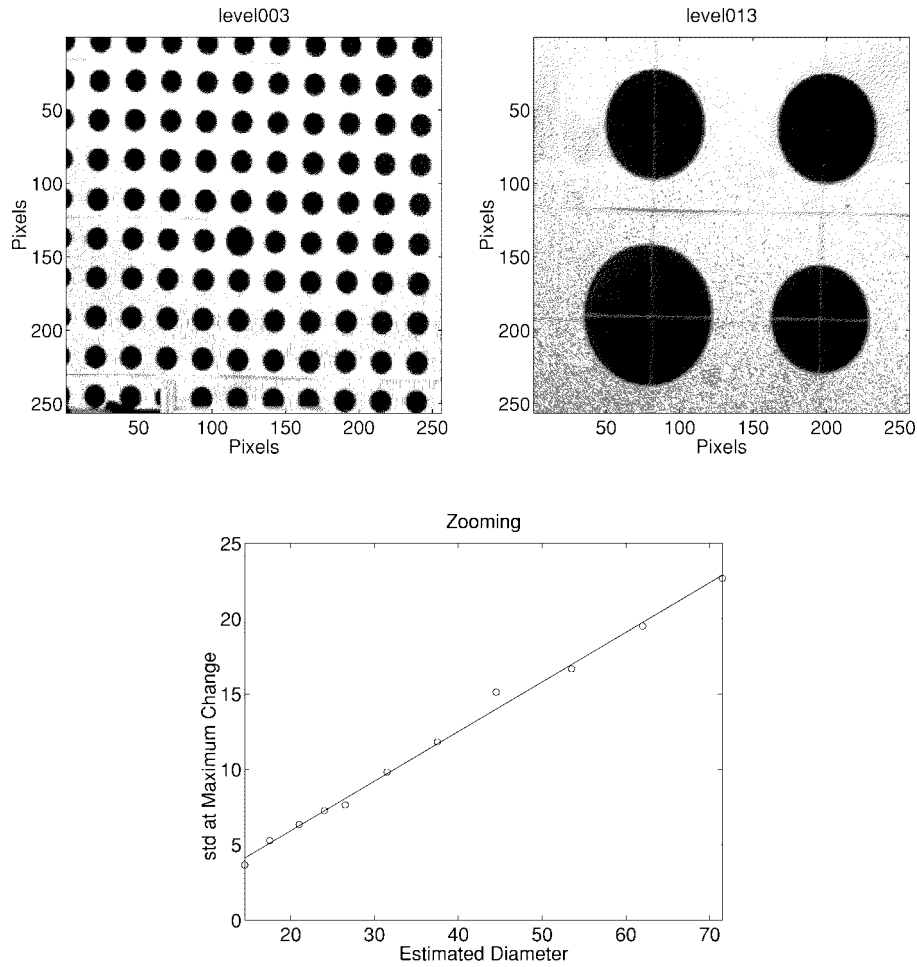 level003
level013
50
100
150
200
250
Pixels
50 100 150 200 250
Pixels
50
100
150
200
250
Pixels
50 100 150 200 250
Pixels
Zooming
25
20
15
10
5
0
std at Maximum Change
20 30 40 50 60 70
Estimated Diameter